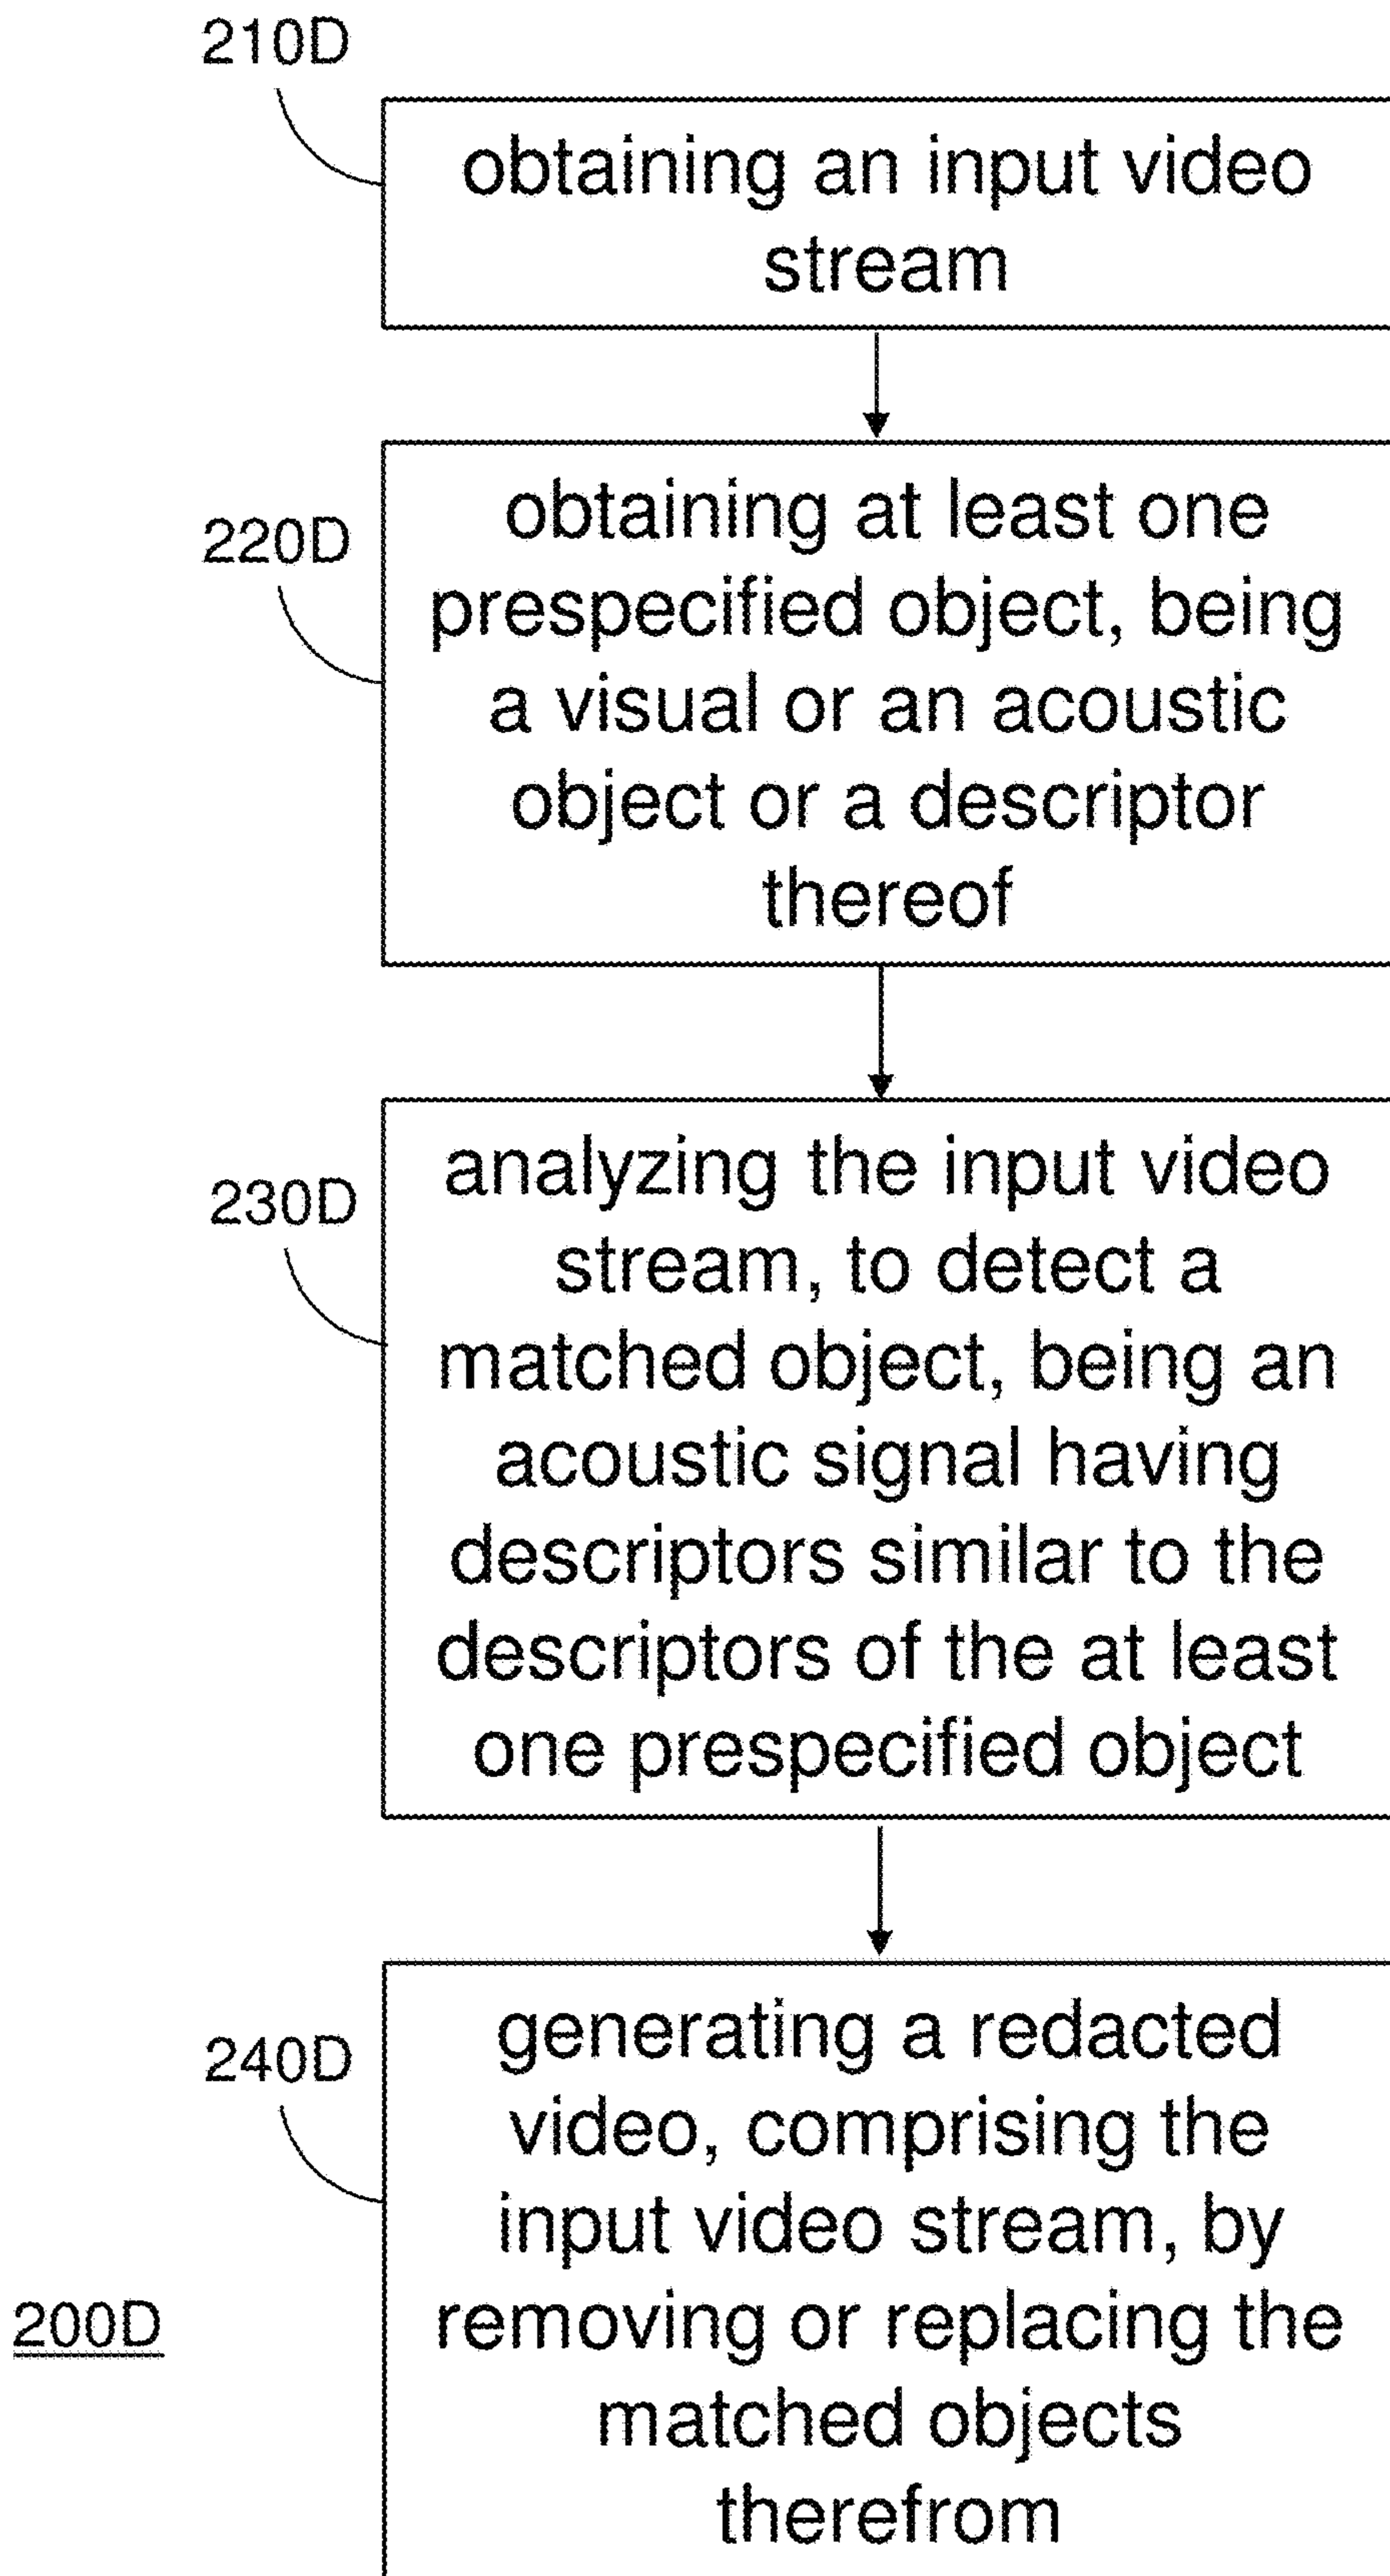 210D
obtaining an input video
stream
220D
obtaining at least one
prespecified object, being
a visual or an acoustic
object or a descriptor
thereof
230D
analyzing the input video
stream, to detect a
matched object, being an
acoustic signal having
descriptors similar to the
descriptors of the at least
one prespecified object
240D
generating a redacted
video, comprising the
input video stream, by
removing or replacing the
matched objects
therefrom
200D